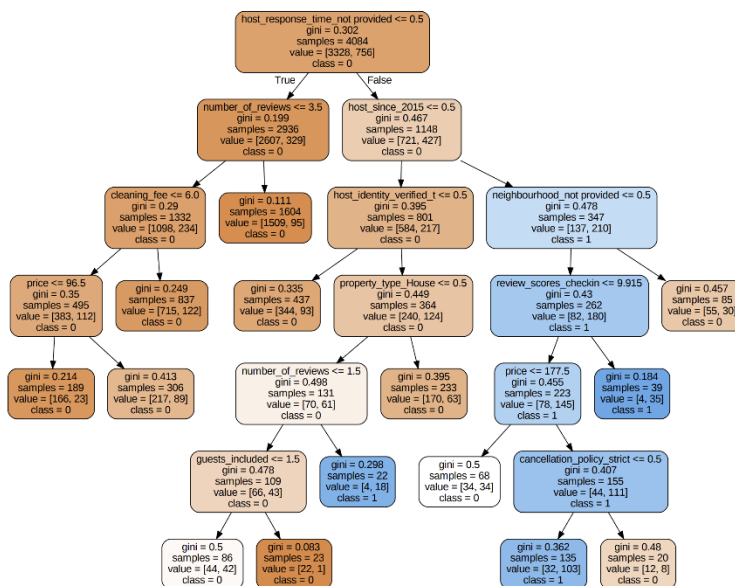 host_response_time_not provided <= 0.5
gini = 0.302
samples = 4084
value = [3328, 756]
class = 0
True
False
number_of_reviews <= 3.5
gini = 0.199
samples = 2936
value = [2607, 329]
class = 0
host_since_2015 <= 0.5
gini = 0.467
samples = 1148
value = [721, 427]
class = 0
cleaning_fee <= 6.0
gini = 0.29
samples = 1332
value = [1098, 234]
class = 0
gini = 0.111
samples = 1604
value = [1509, 95]
class = 0
host_identity_verified_t <= 0.5
gini = 0.395
samples = 801
value = [584, 217]
class = 0
neighbourhood_not provided <= 0.5
gini = 0.478
samples = 347
value = [137, 210]
class = 1
price <= 96.5
gini = 0.35
samples = 495
value = [383, 112]
class = 0
gini = 0.249
samples = 837
value = [715, 122]
class = 0
gini = 0.335
samples = 437
value = [344, 93]
class = 0
property_type_House <= 0.5
gini = 0.449
samples = 364
value = [240, 124]
class = 0
review_scores_checkin <= 9.915
gini = 0.43
samples = 262
value = [82, 180]
class = 1
gini = 0.457
samples = 85
value = [55, 30]
class = 0
gini = 0.214
samples = 189
value = [166, 23]
class = 0
gini = 0.413
samples = 306
value = [217, 89]
class = 0
number_of_reviews <= 1.5
gini = 0.498
samples = 131
value = [70, 61]
class = 0
gini = 0.395
samples = 233
value = [170, 63]
class = 0
price <= 177.5
gini = 0.455
samples = 223
value = [78, 145]
class = 1
gini = 0.184
samples = 39
value = [4, 35]
class = 1
guests_included <= 1.5
gini = 0.478
samples = 109
value = [66, 43]
class = 0
gini = 0.298
samples = 22
value = [4, 18]
class = 1
gini = 0.5
samples = 68
value = [34, 34]
class = 0
cancellation_policy_strict <= 0.5
gini = 0.407
samples = 155
value = [44, 111]
class = 1
gini = 0.5
samples = 86
value = [44, 42]
class = 0
gini = 0.083
samples = 23
value = [22, 1]
class = 0
gini = 0.362
samples = 135
value = [32, 103]
class = 1
gini = 0.48
samples = 20
value = [12, 8]
class = 0